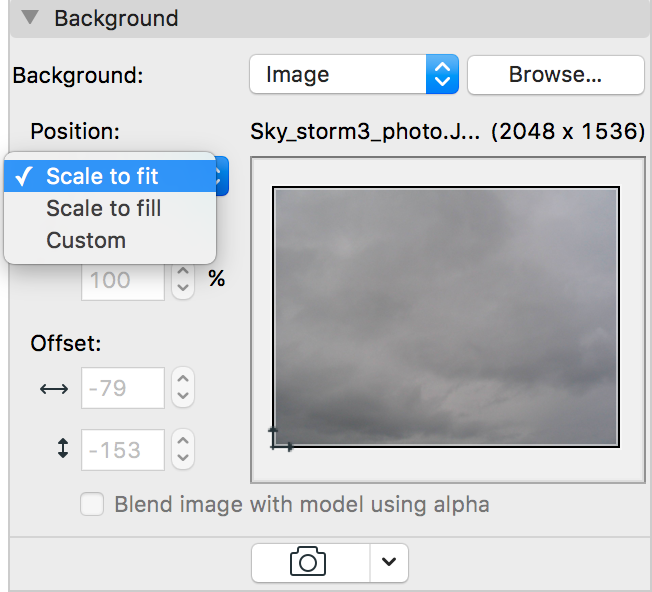 Background
Background: Image Browse...
Position: Sky_storm3_photo.J... (2048 x 1536)
✓ Scale to fit
Scale to fill
Custom
100 %
Offset:
-79
-153
Blend image with model using alpha